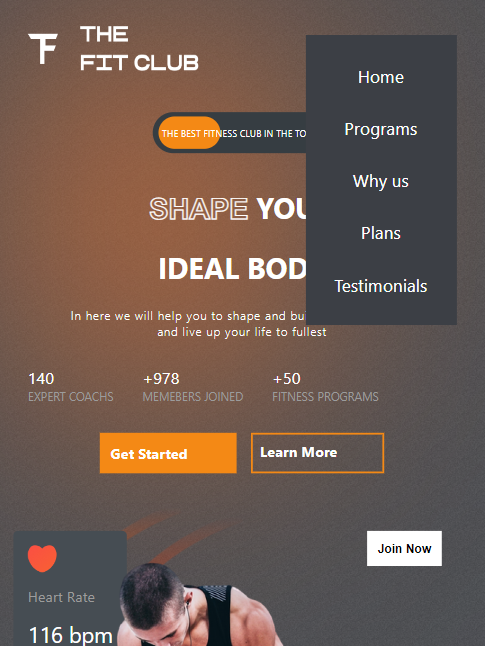 THE
FIT CLUB
Home
Programs
Why us
Plans
Testimonials
THE BEST FITNESS CLUB IN THE TO
SHAPE YOU
IDEAL BOD
In here we will help you to shape and bu
and live up your life to fullest
140
EXPERT COACHS
+978
MEMEBERS JOINED
+50
FITNESS PROGRAMS
Get Started
Learn More
Join Now
Heart Rate
116 bpm